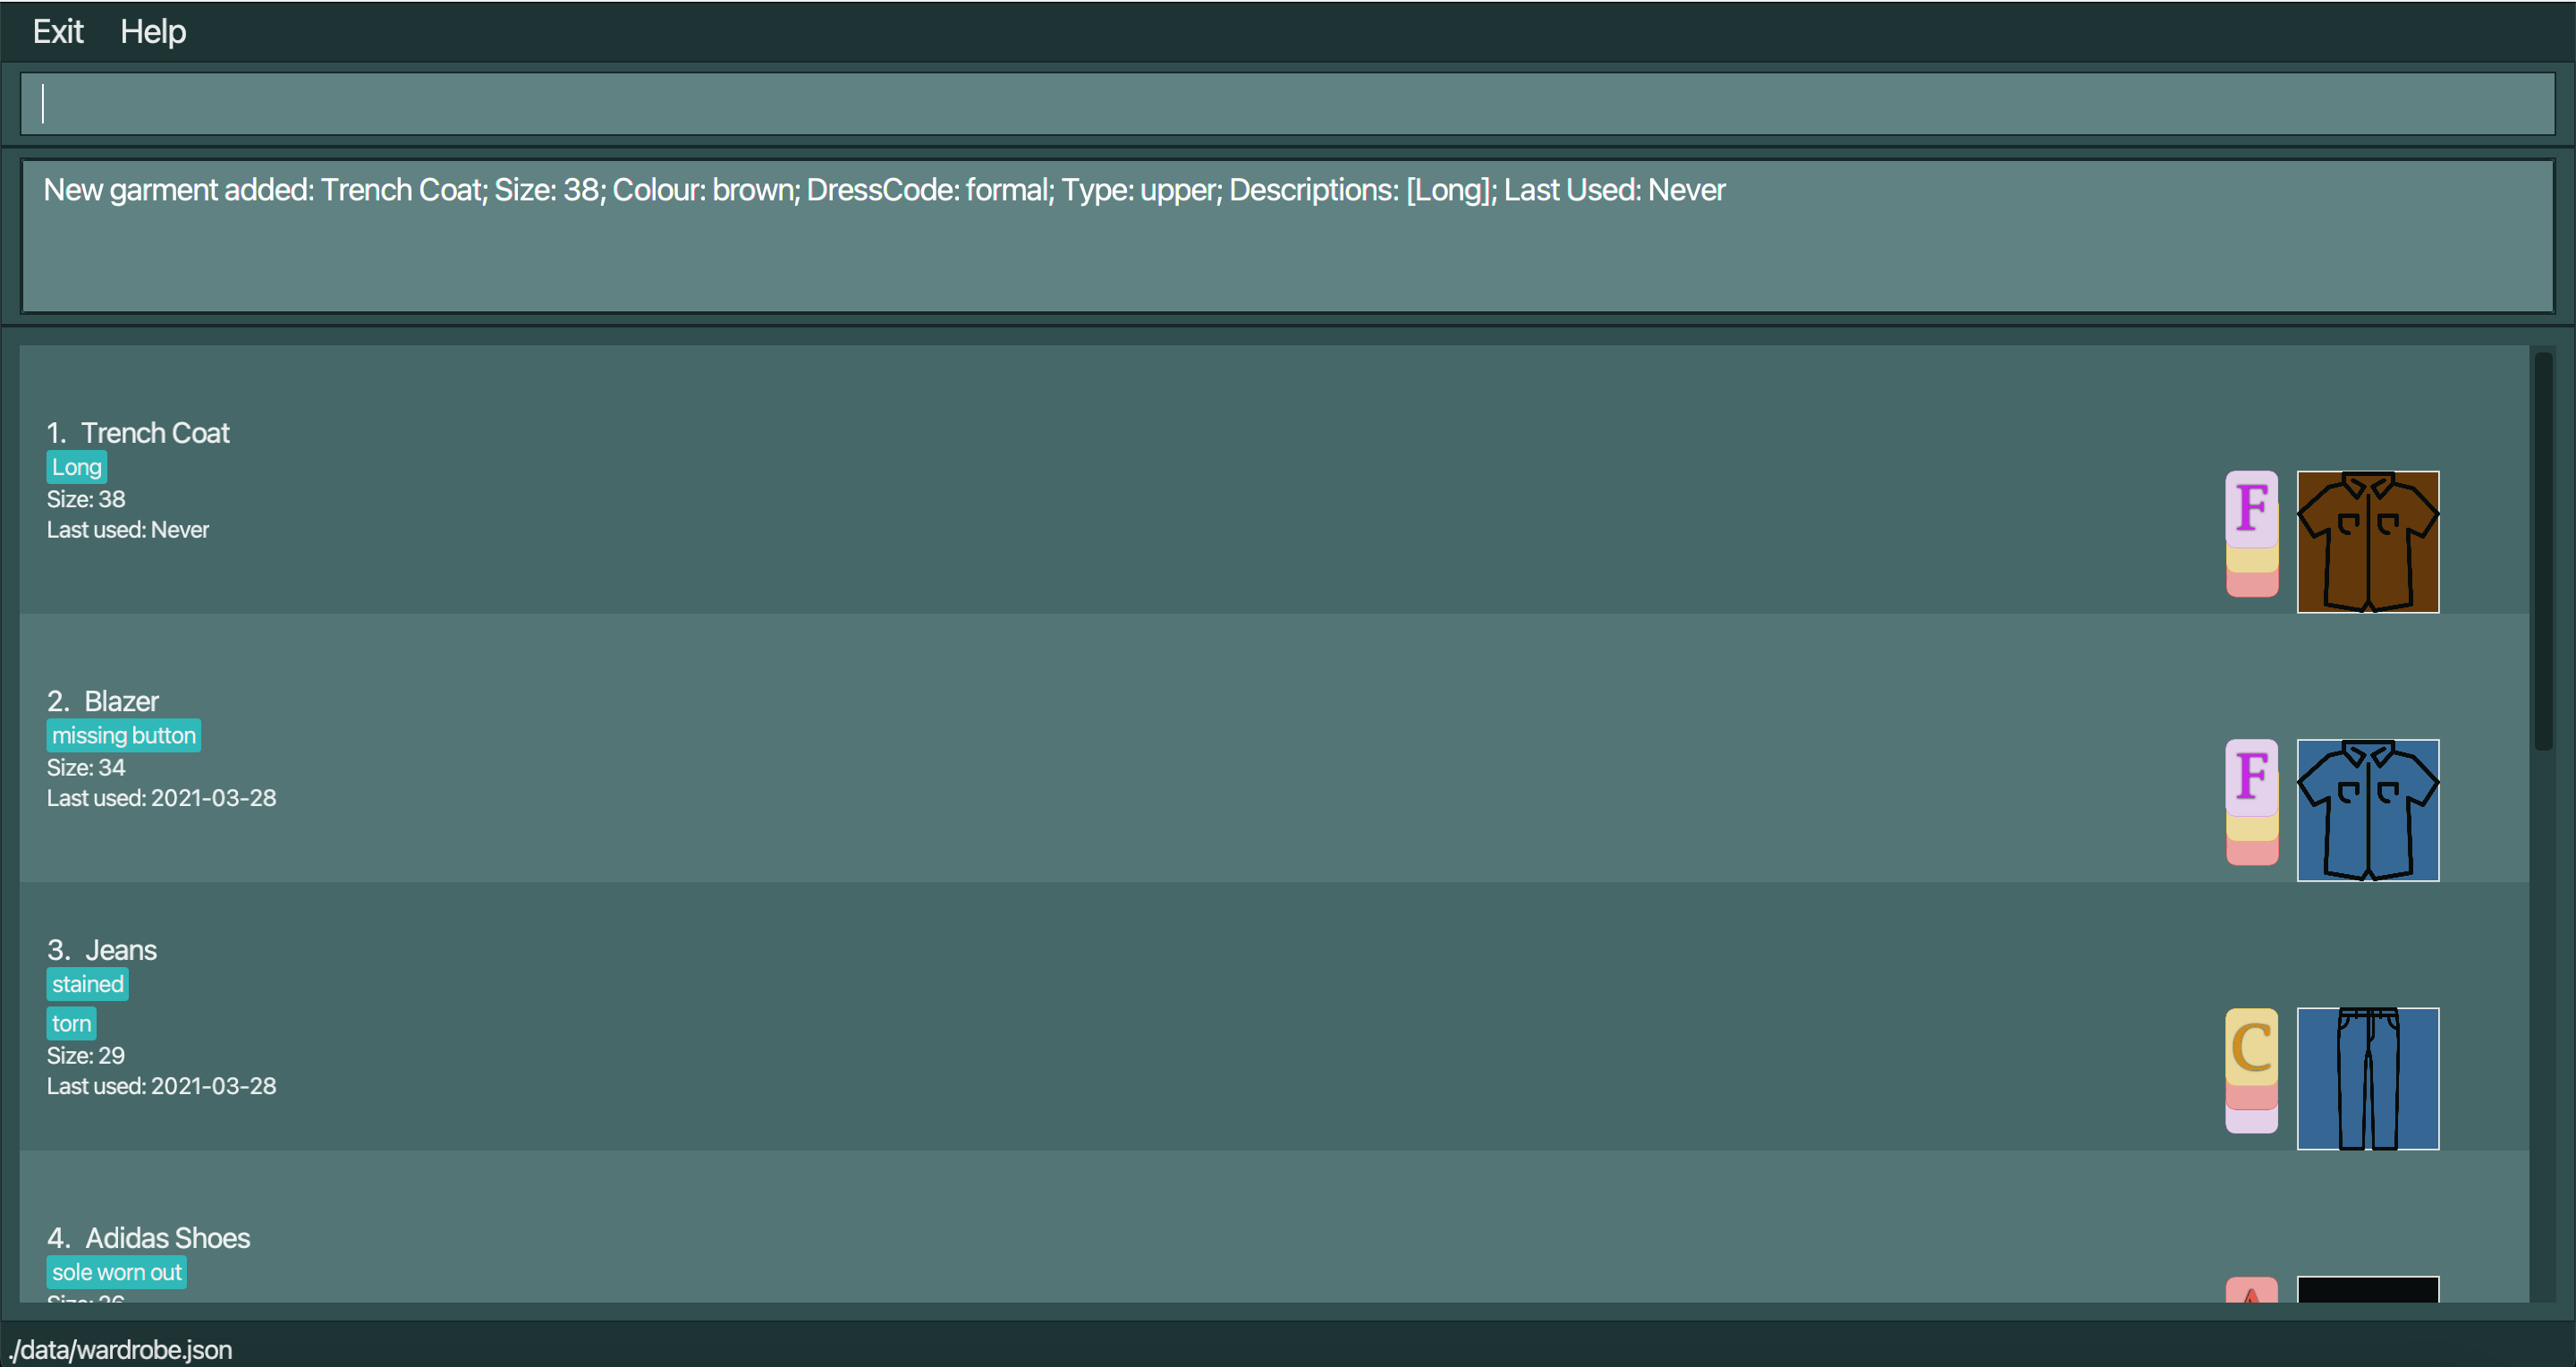 Exit Help
New garment added: Trench Coat; Size: 38; Colour: brown; DressCode: formal; Type: upper; Descriptions: [Long]; Last Used: Never
1. Trench Coat
Long
Size: 38
Last used: Never
F
2. Blazer
missing button
Size: 34
Last used: 2021-03-28
F
3. Jeans
stained
torn
Size: 29
Last used: 2021-03-28
C
4. Adidas Shoes
sole worn out
./data/wardrobe.json